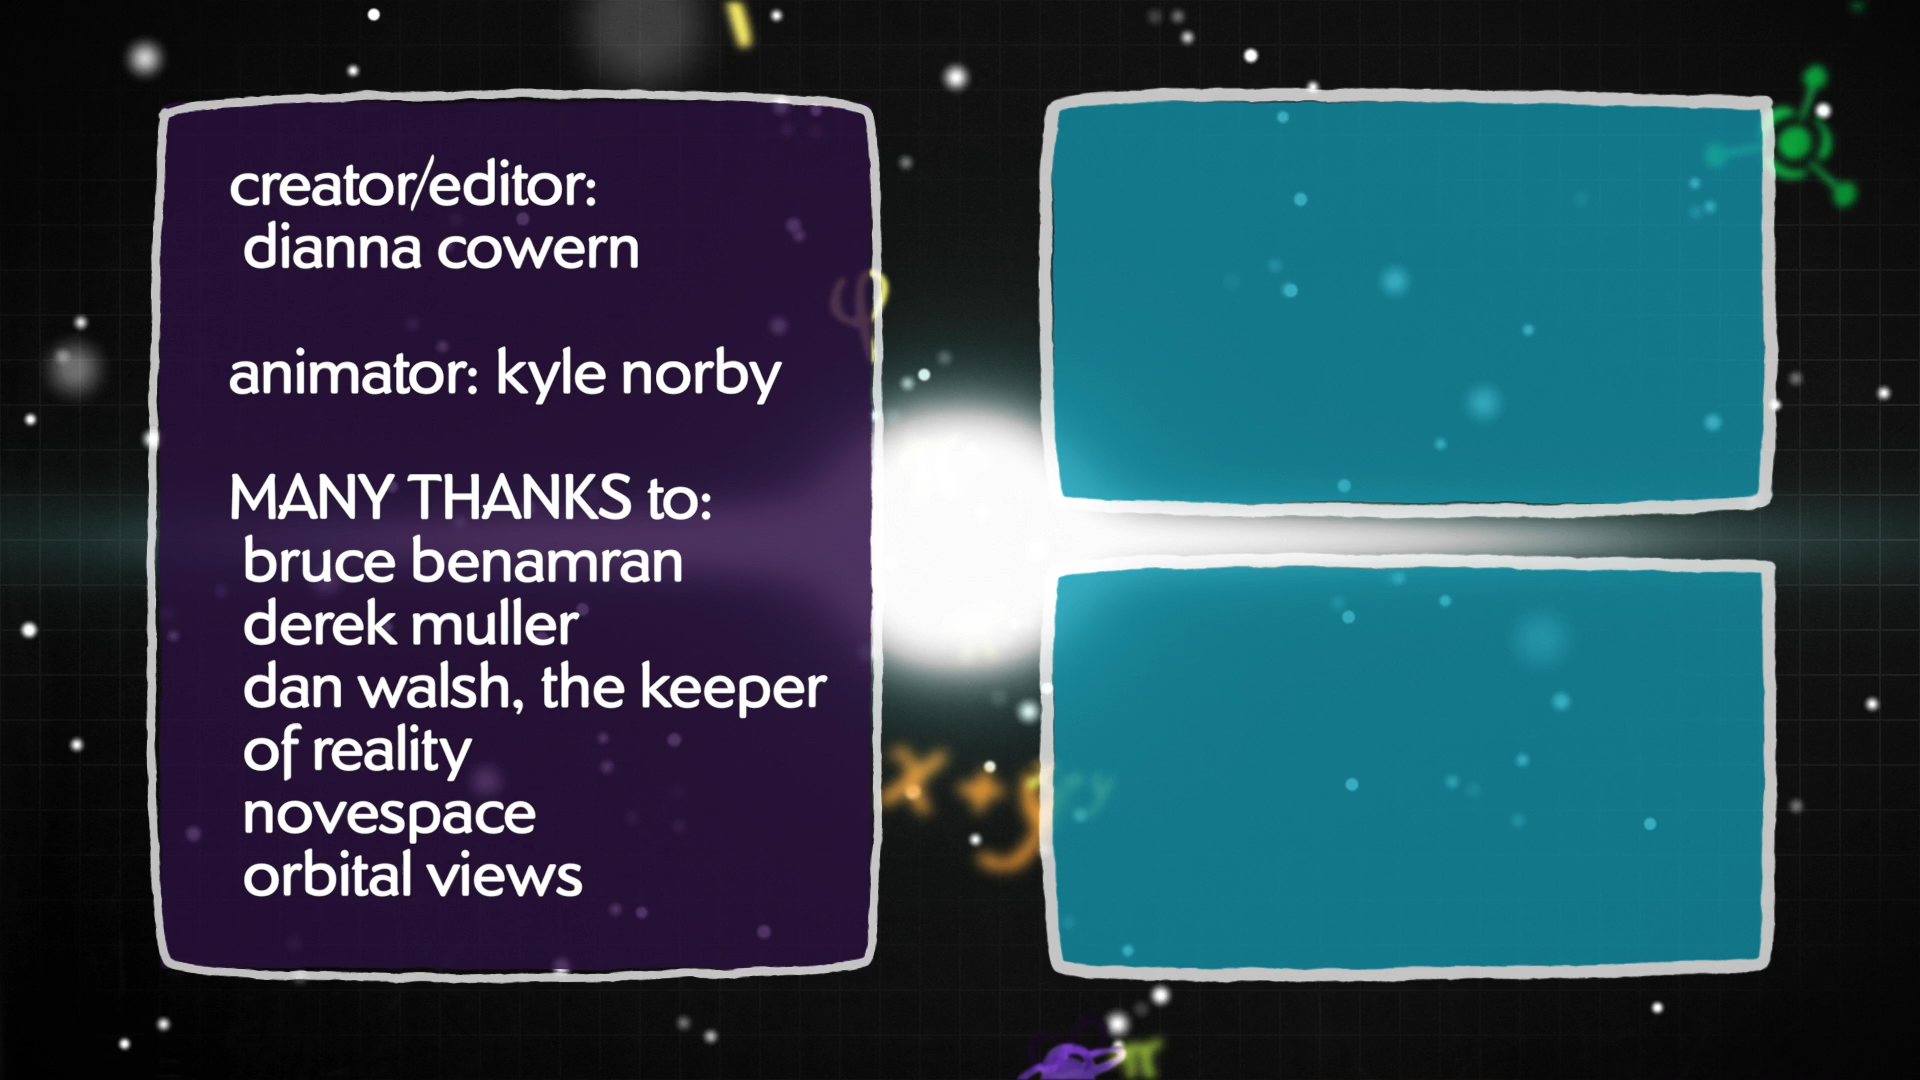 creator/editor:
dianna cowern
animator: kyle norby
MANY THANKS to:
bruce benamran
derek muller
dan walsh, the keeper
of reality
novespace
orbital views
φ
x + y
π